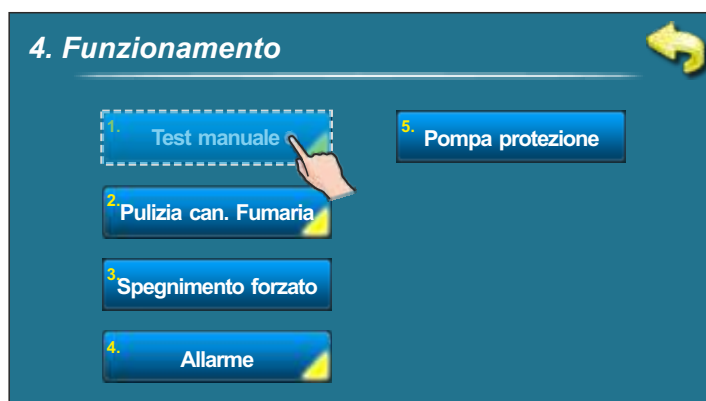 4. Funzionamento
1. Test manuale
2. Pulizia can. Fumaria
3. Spegnimento forzato
4. Allarme
5. Pompa protezione